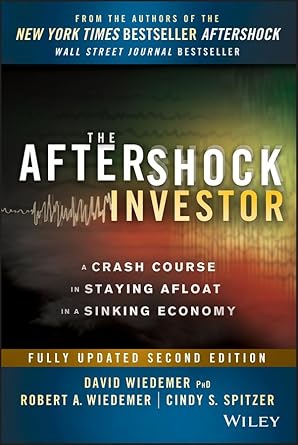 FROM THE AUTHORS OF THE
NEW YORK TIMES BESTSELLER AFTERSHOCK
WALL STREET JOURNAL BESTSELLER
THE
AFTERSHOCK
INVESTOR
A CRASH COURSE
IN STAYING AFLOAT
IN A SINKING ECONOMY
FULLY UPDATED SECOND EDITION
DAVID WIEDEMER PhD
ROBERT A. WIEDEMER | CINDY S. SPITZER
WILEY